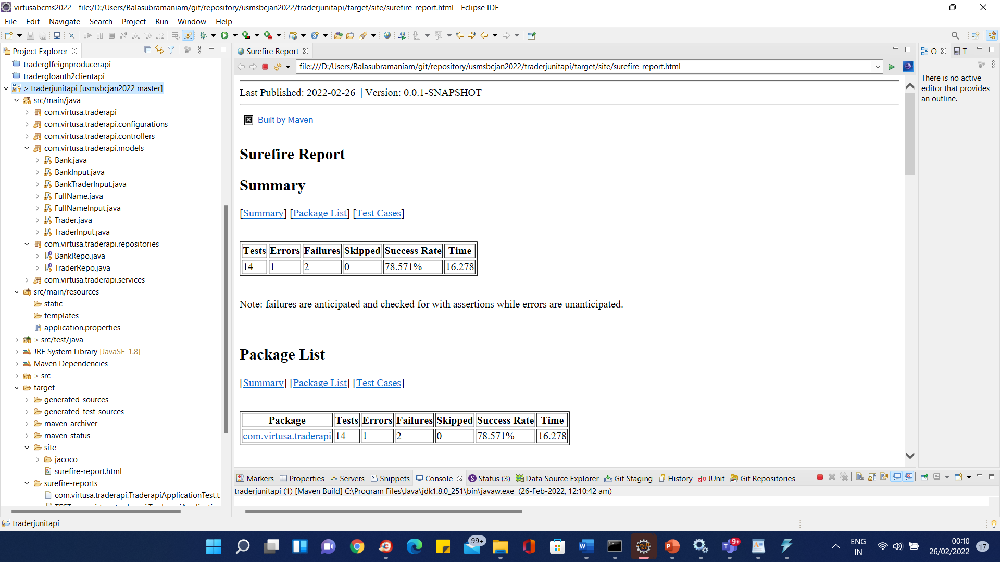 virtusabcms2022 - file:/D:/Users/Balasubramaniam/git/repository/usmsbcjan2022/traderjunitapi/target/site/surefire-report.html - Eclipse IDE
File Edit Navigate Search Project Run Window Help
Project Explorer
traderglfeignproducerapi
tradergloauth2clientapi
> traderjunitapi [usmsbcjan2022 master]
src/main/java
com.virtusa.traderapi
com.virtusa.traderapi.configurations
com.virtusa.traderapi.controllers
com.virtusa.traderapi.models
Bank.java
BankInput.java
BankTraderInput.java
FullName.java
FullNameInput.java
Trader.java
TraderInput.java
com.virtusa.traderapi.repositories
BankRepo.java
TraderRepo.java
com.virtusa.traderapi.services
src/main/resources
static
templates
application.properties
> src/test/java
JRE System Library [JavaSE-1.8]
Maven Dependencies
> src
target
generated-sources
generated-test-sources
maven-archiver
maven-status
site
jacoco
surefire-report.html
surefire-reports
com.virtusa.traderapi.TraderapiApplicationTest.t
traderjunitapi
Surefire Report
file:///D:/Users/Balasubramaniam/git/repository/usmsbcjan2022/traderjunitapi/target/site/surefire-report.html
Last Published: 2022-02-26 | Version: 0.0.1-SNAPSHOT
Built by Maven
Surefire Report
Summary
[Summary] [Package List] [Test Cases]
Tests Errors Failures Skipped Success Rate Time
14 1 2 0 78.571% 16.278
Note: failures are anticipated and checked for with assertions while errors are unanticipated.
Package List
[Summary] [Package List] [Test Cases]
Package Tests Errors Failures Skipped Success Rate Time
com.virtusa.traderapi 14 1 2 0 78.571% 16.278
O T
There is no active
editor that provides
an outline.
Markers Properties Servers Snippets Console Status (3) Data Source Explorer Git Staging History JUnit Git Repositories
traderjunitapi (1) [Maven Build] C:\Program Files\Java\jdk1.8.0_251\bin\javaw.exe (26-Feb-2022, 12:10:42 am)
99+
9+
ENG
IN
00:10
26/02/2022
17